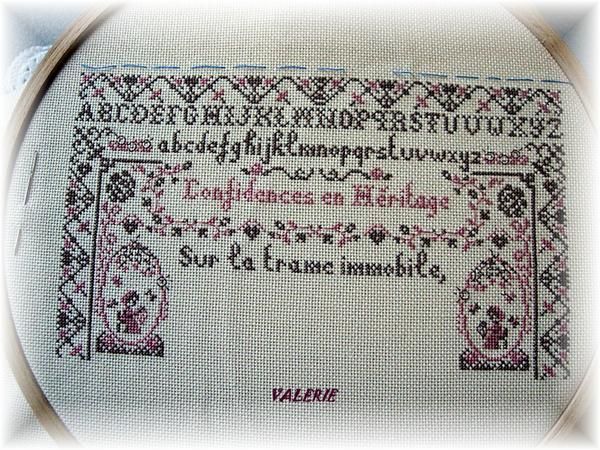 ABCDEFGHIJKLMNOPQRSTUVWXYZ
abcdefghijklmnopqrstuvwxyz
Confidences en Héritage
Sur la trame immobile,
VALERIE